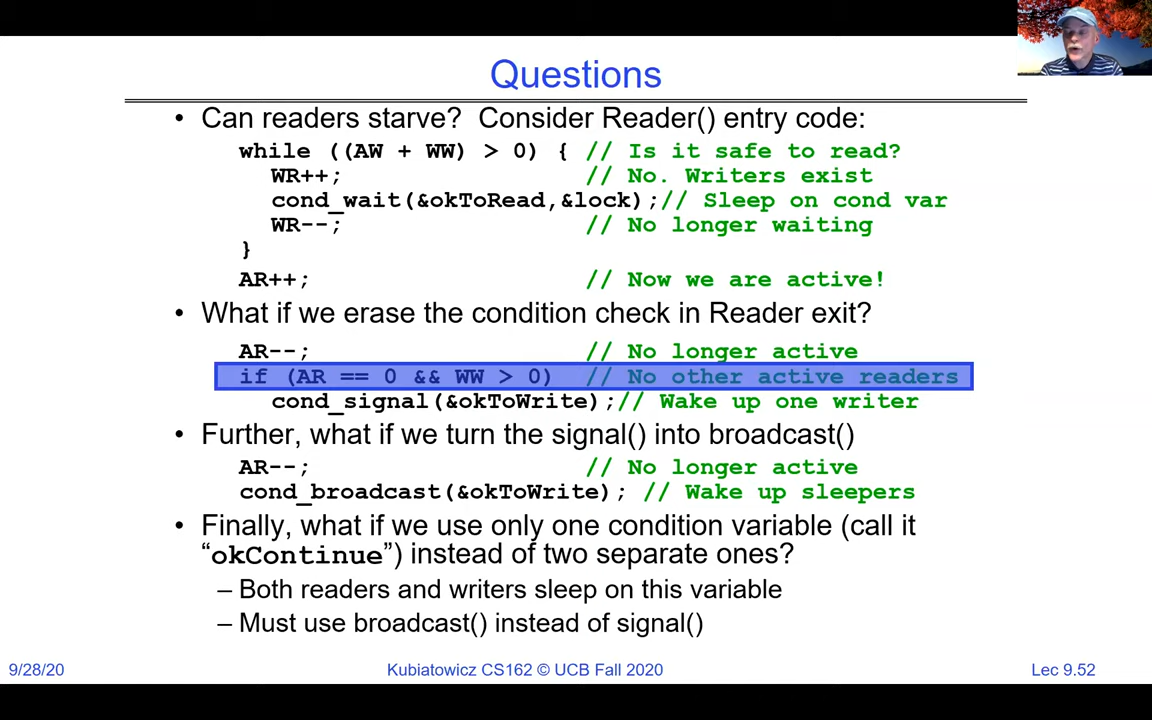 Questions
• Can readers starve? Consider Reader() entry code:
while ((AW + WW) > 0) { // Is it safe to read?
WR++; // No. Writers exist
cond_wait(&okToRead,&lock);// Sleep on cond var
WR--; // No longer waiting
}
AR++; // Now we are active!
• What if we erase the condition check in Reader exit?
AR--; // No longer active
if (AR == 0 && WW > 0) // No other active readers
cond_signal(&okToWrite);// Wake up one writer
• Further, what if we turn the signal() into broadcast()
AR--; // No longer active
cond_broadcast(&okToWrite); // Wake up sleepers
• Finally, what if we use only one condition variable (call it
“okContinue”) instead of two separate ones?
– Both readers and writers sleep on this variable
– Must use broadcast() instead of signal()
9/28/20 Kubiatowicz CS162 © UCB Fall 2020 Lec 9.52